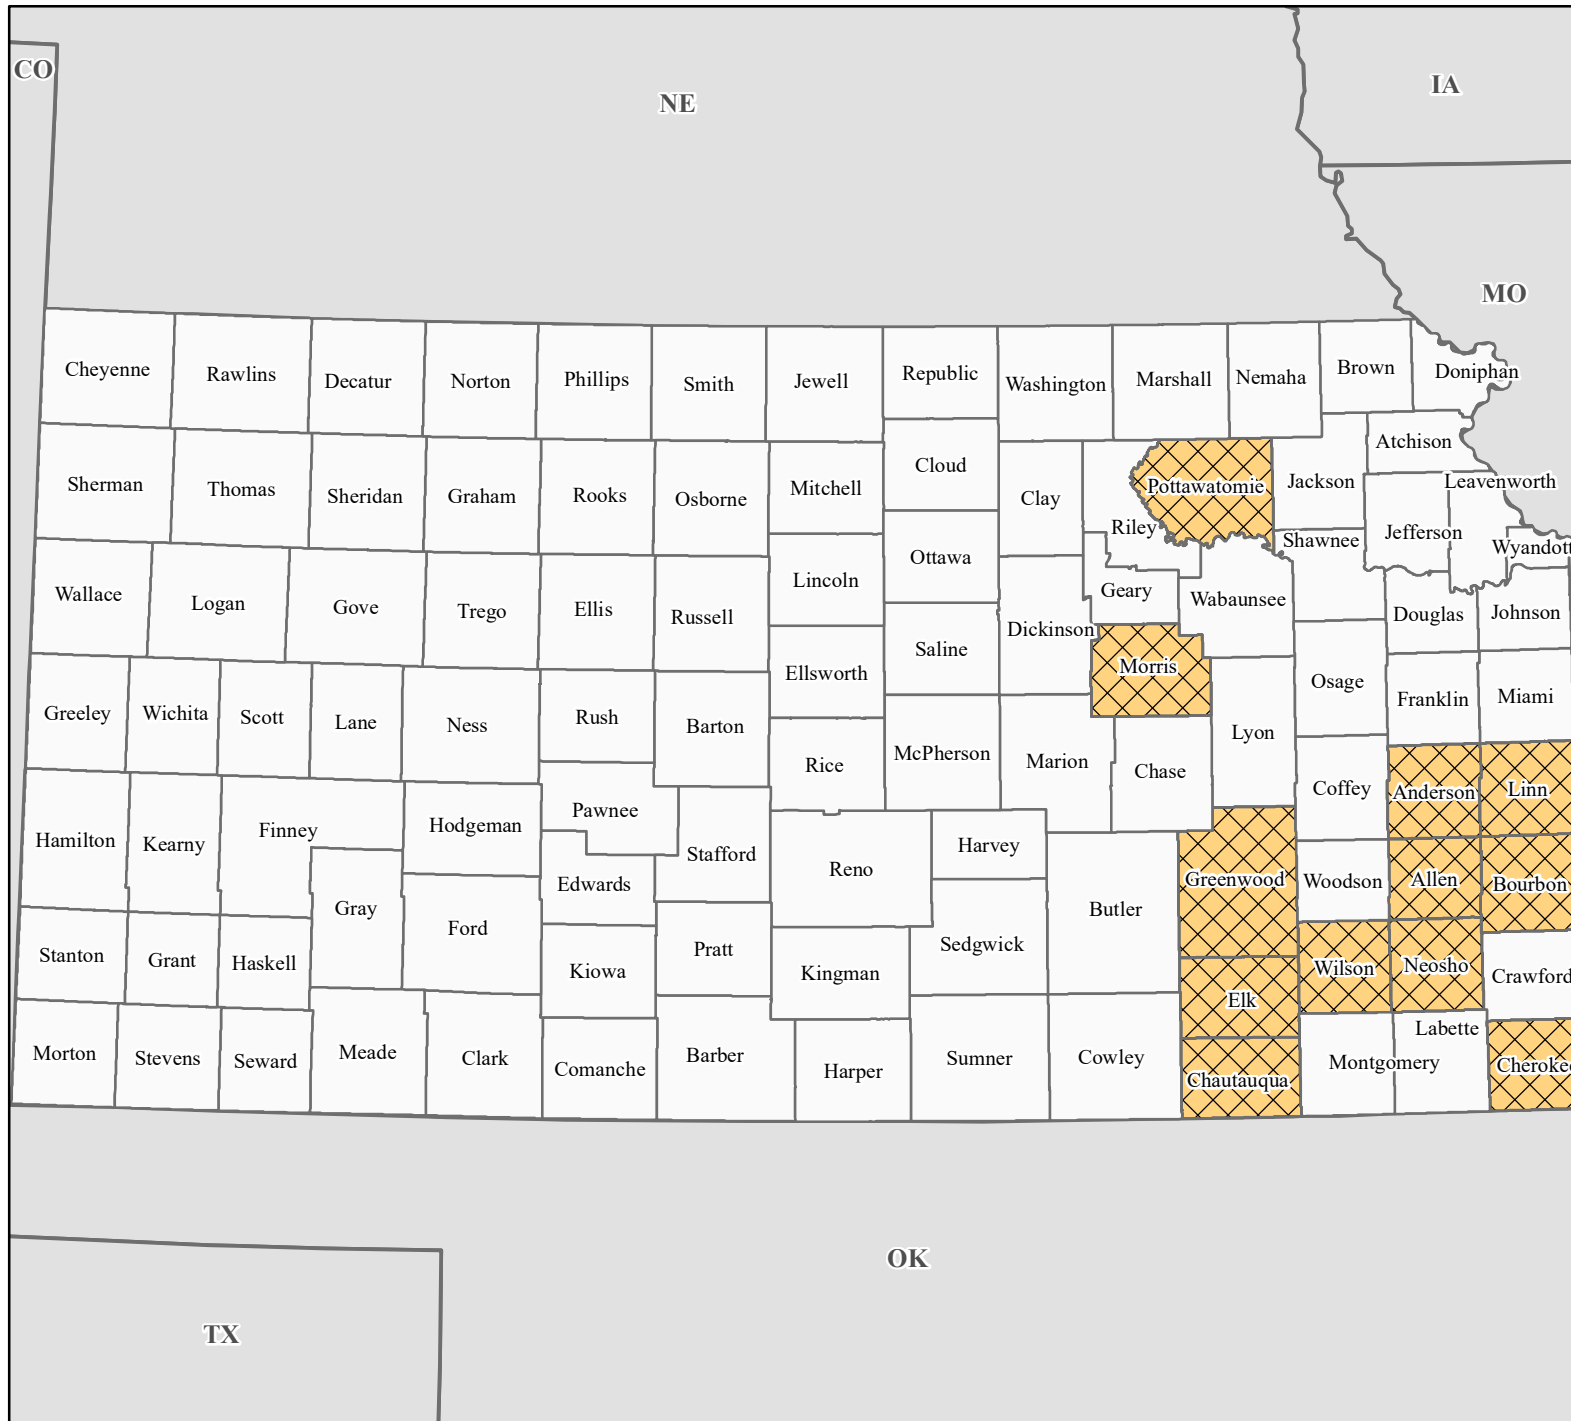 CO
NE
IA
MO
Cheyenne
Rawlins
Decatur
Norton
Phillips
Smith
Jewell
Republic
Washington
Marshall
Nemaha
Brown
Doniphan
Atchison
Sherman
Thomas
Sheridan
Graham
Rooks
Osborne
Mitchell
Cloud
Clay
Riley
Pottawatomie
Jackson
Leavenworth
Jefferson
Shawnee
Wyandott
Wallace
Logan
Gove
Trego
Ellis
Russell
Lincoln
Ottawa
Geary
Wabaunsee
Douglas
Johnson
Dickinson
Saline
Ellsworth
Morris
Osage
Franklin
Miami
Greeley
Wichita
Scott
Lane
Ness
Rush
Barton
Rice
McPherson
Marion
Chase
Lyon
Coffey
Anderson
Linn
Hamilton
Kearny
Finney
Hodgeman
Pawnee
Stafford
Reno
Harvey
Butler
Greenwood
Woodson
Allen
Bourbon
Edwards
Gray
Ford
Stanton
Grant
Haskell
Kiowa
Pratt
Kingman
Sedgwick
Elk
Wilson
Neosho
Crawford
Labette
Morton
Stevens
Seward
Meade
Clark
Comanche
Barber
Harper
Sumner
Cowley
Chautauqua
Montgomery
Cherokee
OK
TX